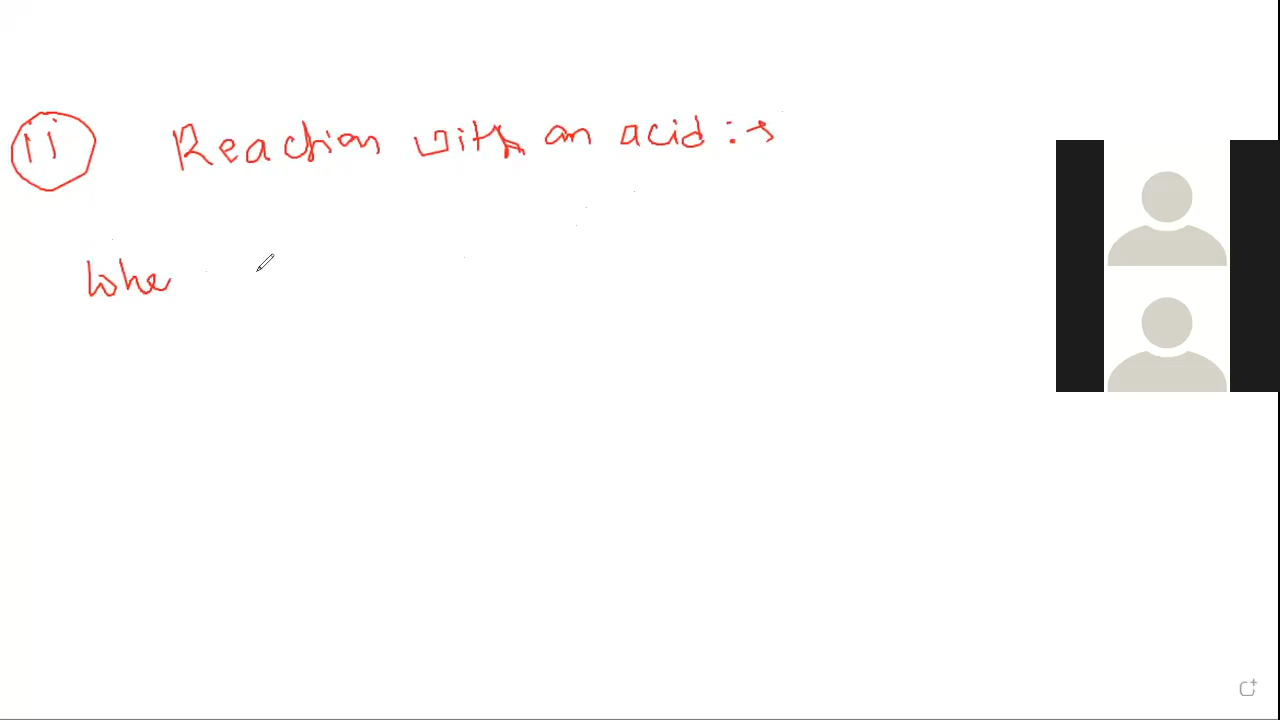 ii Reaction with an acid :→
Whe